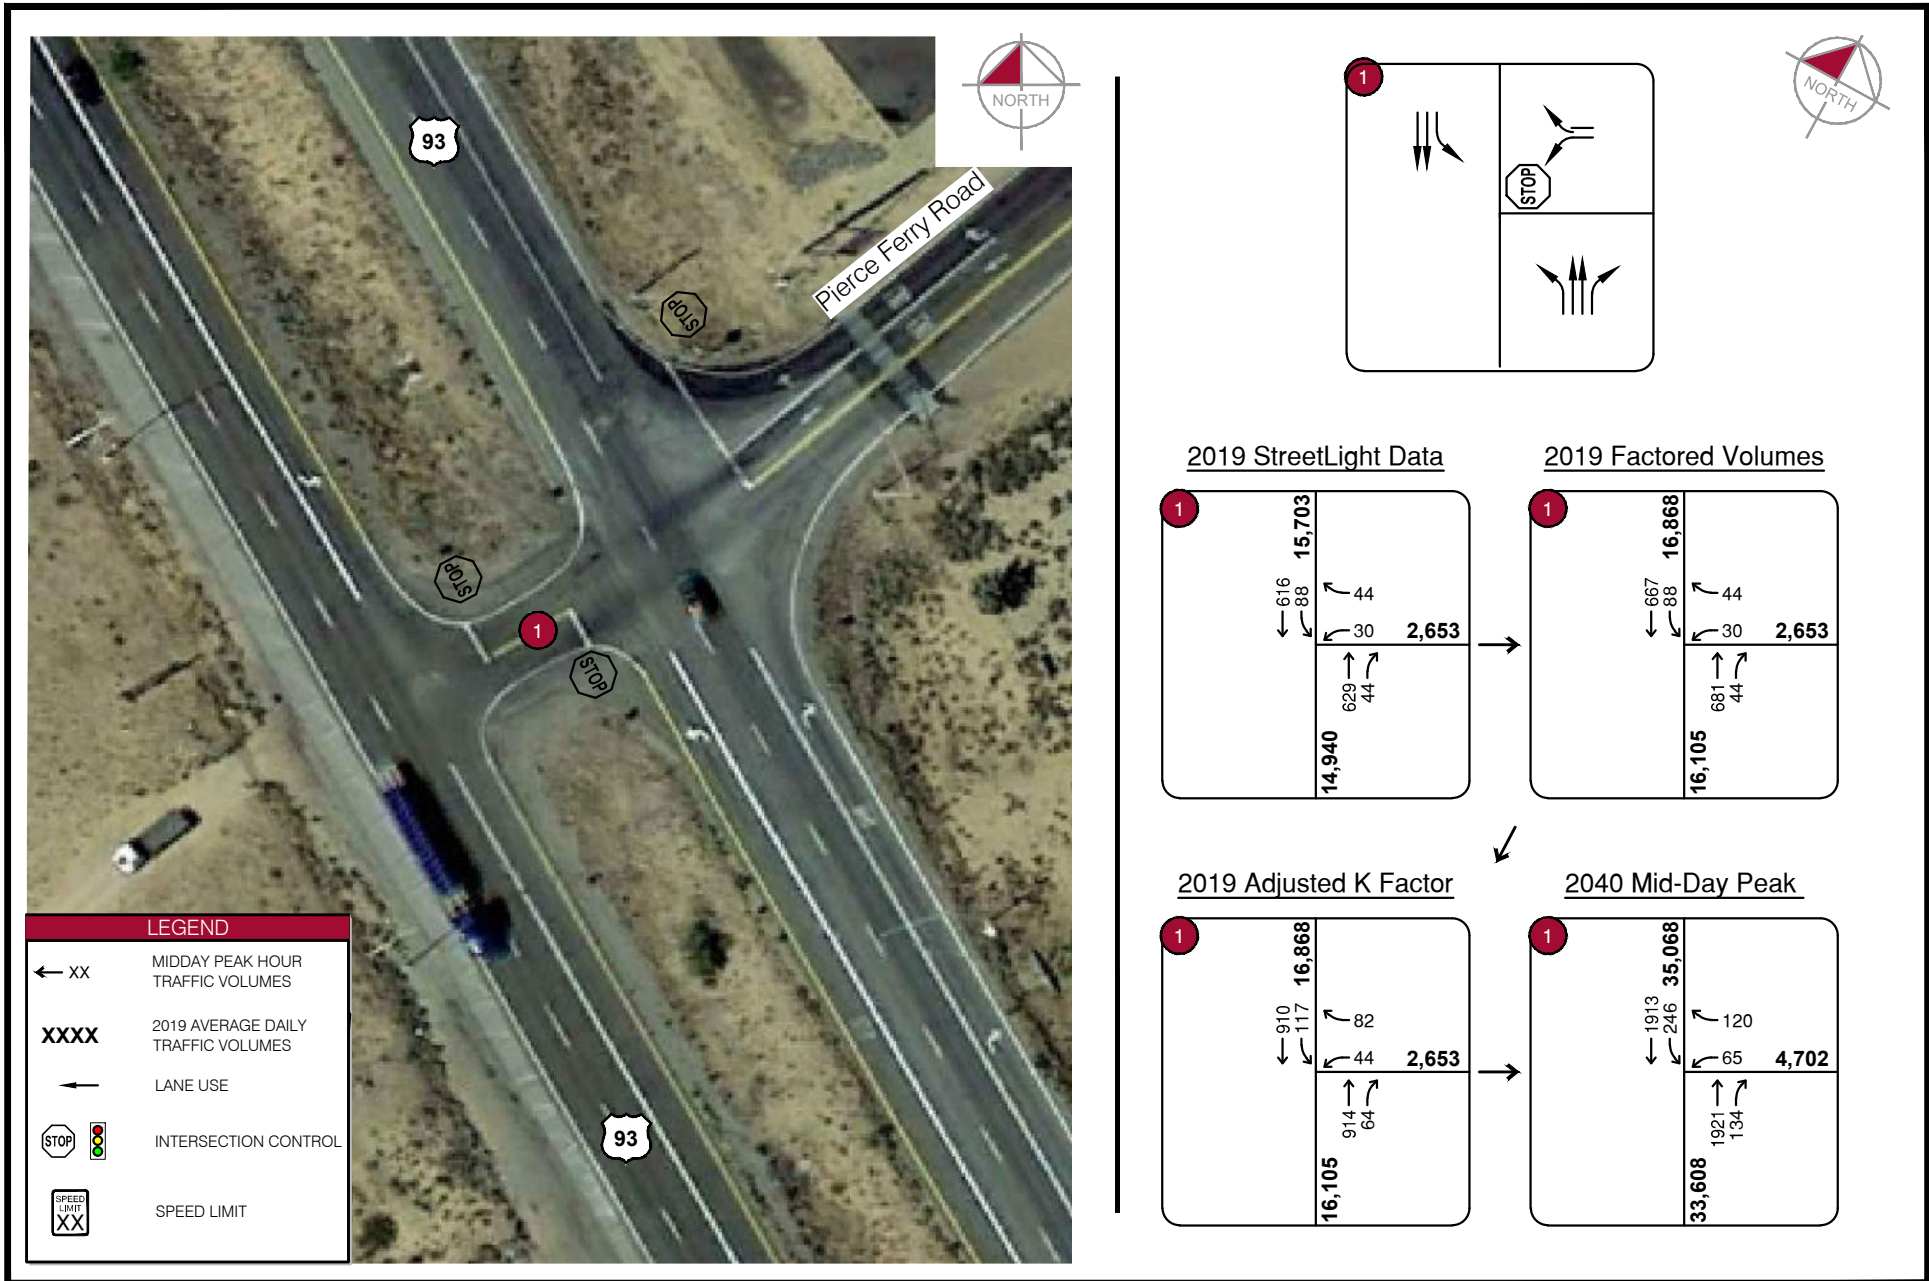 93
NORTH
Pierce Ferry Road
STOP
STOP
1
STOP
93
LEGEND
XX
MIDDAY PEAK HOUR
TRAFFIC VOLUMES
XXXX
2019 AVERAGE DAILY
TRAFFIC VOLUMES
LANE USE
STOP
INTERSECTION CONTROL
SPEED
LIMIT
XX
SPEED LIMIT
1
STOP
NORTH
2019 StreetLight Data
1
15,703
616
88
44
30
2,653
629
44
14,940
2019 Factored Volumes
1
16,868
667
88
44
30
2,653
681
44
16,105
2019 Adjusted K Factor
1
16,868
910
117
82
44
2,653
914
64
16,105
2040 Mid-Day Peak
1
35,068
1913
246
120
65
4,702
1921
134
33,608